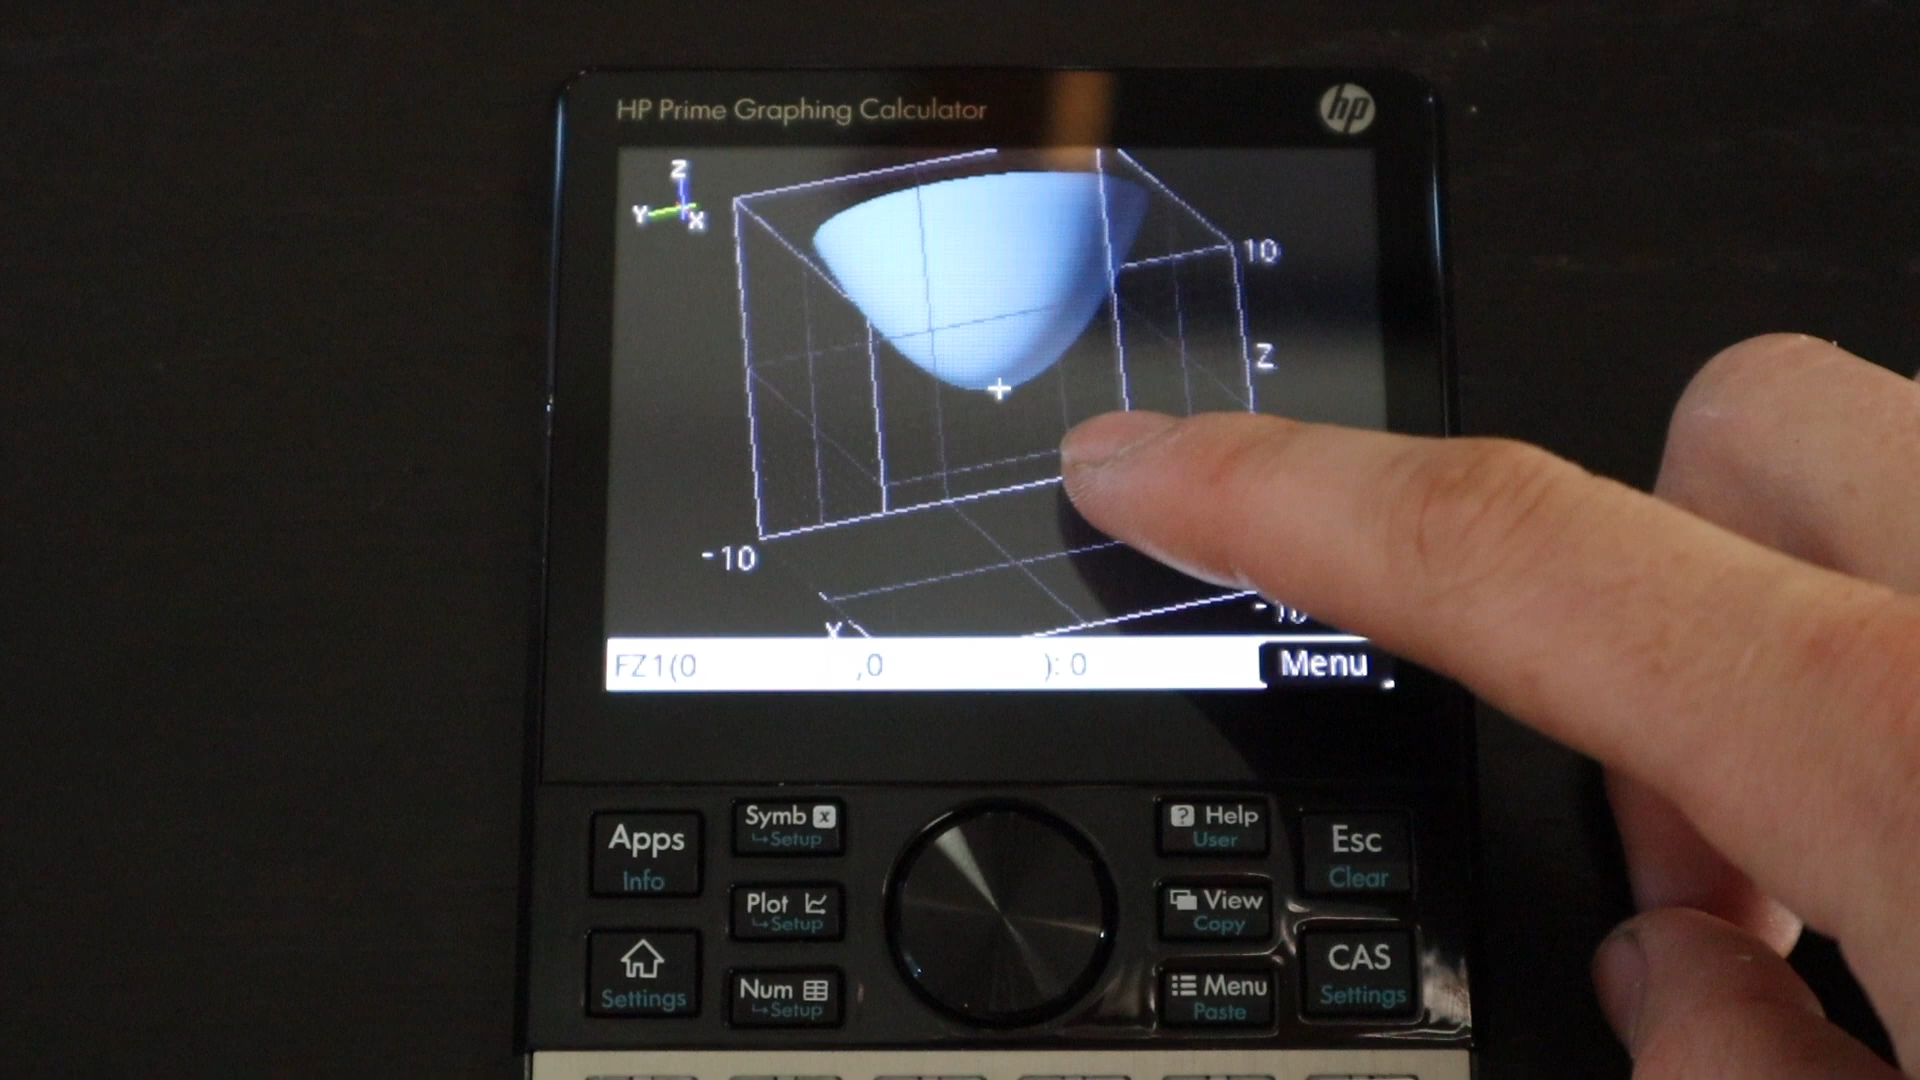 HP Prime Graphing Calculator
hp
Z
Y
X
10
Z
-10
-10
X
FZ1(0 ,0 ): 0
Menu
Apps
Info
Symb x
Setup
Plot
Setup
Settings
Num
Setup
? Help
User
View
Copy
Menu
Paste
Esc
Clear
CAS
Settings